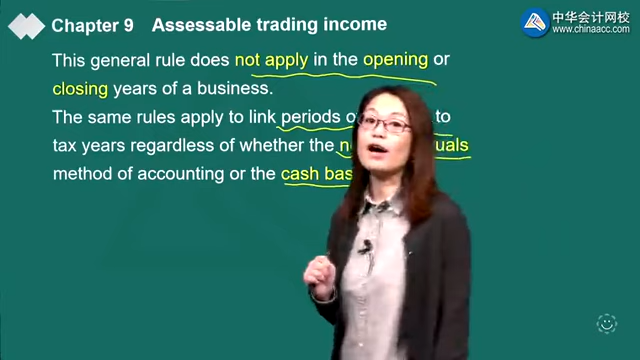 Chapter 9 Assessable trading income
中华会计网校
www.chinaacc.com
This general rule does not apply in the opening or
closing years of a business.
The same rules apply to link periods to
tax years regardless of whether the
method of accounting or the cash